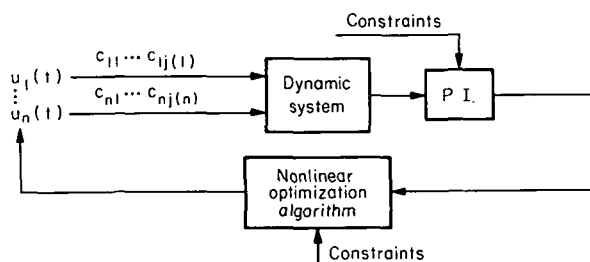 Constraints
c11 ··· c1j(1)
u1(t)
Dynamic
system
P I.
⋮
cn1 ··· cnj(n)
un(t)
Nonlinear
optimization
algorithm
Constraints